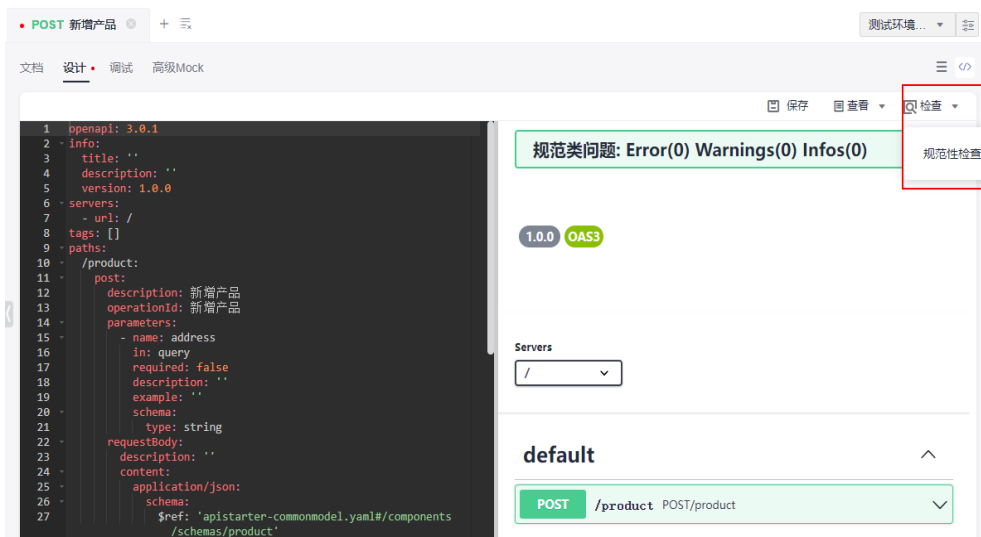 POST 新增产品
测试环境...
文档 设计 调试 高级Mock
保存 查看 检查
规范性检查
1 openapi: 3.0.1
2 info:
3 title: ''
4 description: ''
5 version: 1.0.0
6 servers:
7 - url: /
8 tags: []
9 paths:
10 /product:
11 post:
12 description: 新增产品
13 operationId: 新增产品
14 parameters:
15 - name: address
16 in: query
17 required: false
18 description: ''
19 example: ''
20 schema:
21 type: string
22 requestBody:
23 description: ''
24 content:
25 application/json:
26 schema:
27 $ref: 'apistarter-commonmodel.yaml#/components
/schemas/product'
规范类问题: Error(0) Warnings(0) Infos(0)
1.0.0 OAS3
Servers
/
default
POST /product POST/product